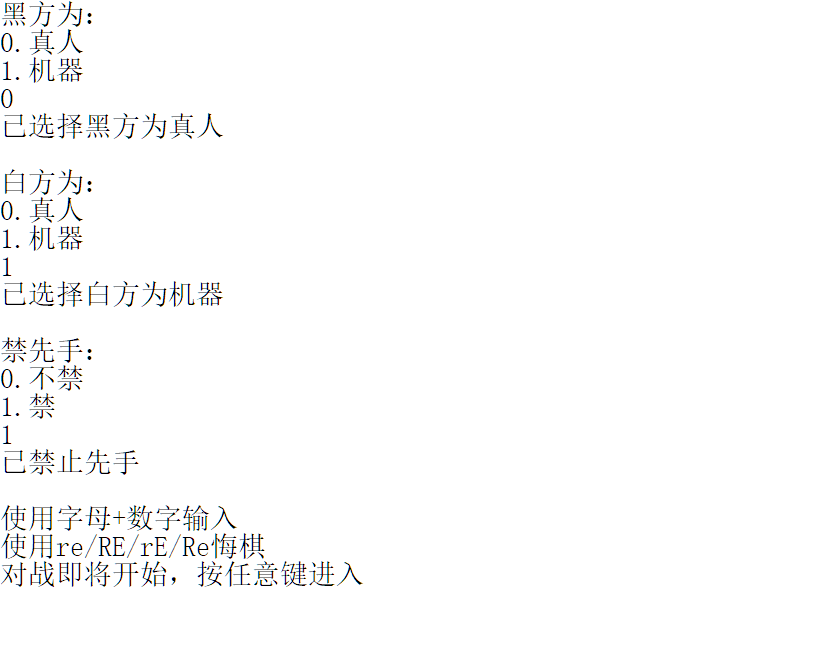 黑方为：
0.真人
1.机器
0
已选择黑方为真人
白方为：
0.真人
1.机器
1
已选择白方为机器
禁先手：
0.不禁
1.禁
1
已禁止先手
使用字母+数字输入
使用re/RE/rE/Re悔棋
对战即将开始，按任意键进入